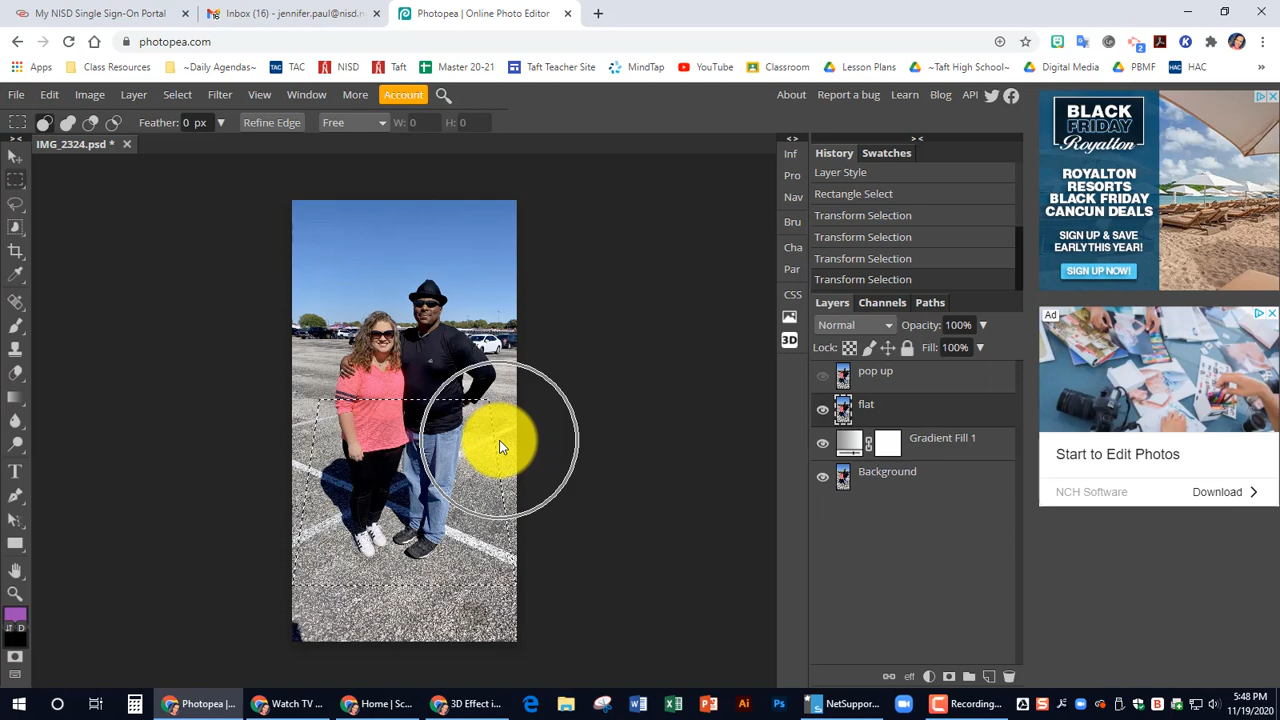 My NISD Single Sign-On Portal
Inbox (16) - jennifer.paul@nisd.r
Photopea | Online Photo Editor
photopea.com
Apps
Class Resources
~Daily Agendas~
TAC
NISD
Taft
Master 20-21
Taft Teacher Site
MindTap
YouTube
Classroom
Lesson Plans
~Taft High School~
Digital Media
PBMF
HAC
File Edit Image Layer Select Filter View Window More Account
About Report a bug Learn Blog API
Feather: 0 px Refine Edge Free W: 0 H: 0
IMG_2324.psd *
Inf
Pro
Nav
Bru
Cha
Par
CSS
3D
History Swatches
Layer Style
Rectangle Select
Transform Selection
Transform Selection
Transform Selection
Transform Selection
Layers Channels Paths
Normal Opacity: 100%
Lock: Fill: 100%
pop up
flat
Gradient Fill 1
Background
BLACK
FRIDAY
Royalton
ROYALTON
RESORTS
BLACK FRIDAY
CANCUN DEALS
SIGN UP & SAVE
EARLY THIS YEAR!
SIGN UP NOW!
Ad
Start to Edit Photos
NCH Software
Download
D
Photopea |...
Watch TV ...
Home | Sc...
3D Effect i...
NetSuppor...
Recording...
5:48 PM
11/19/2020